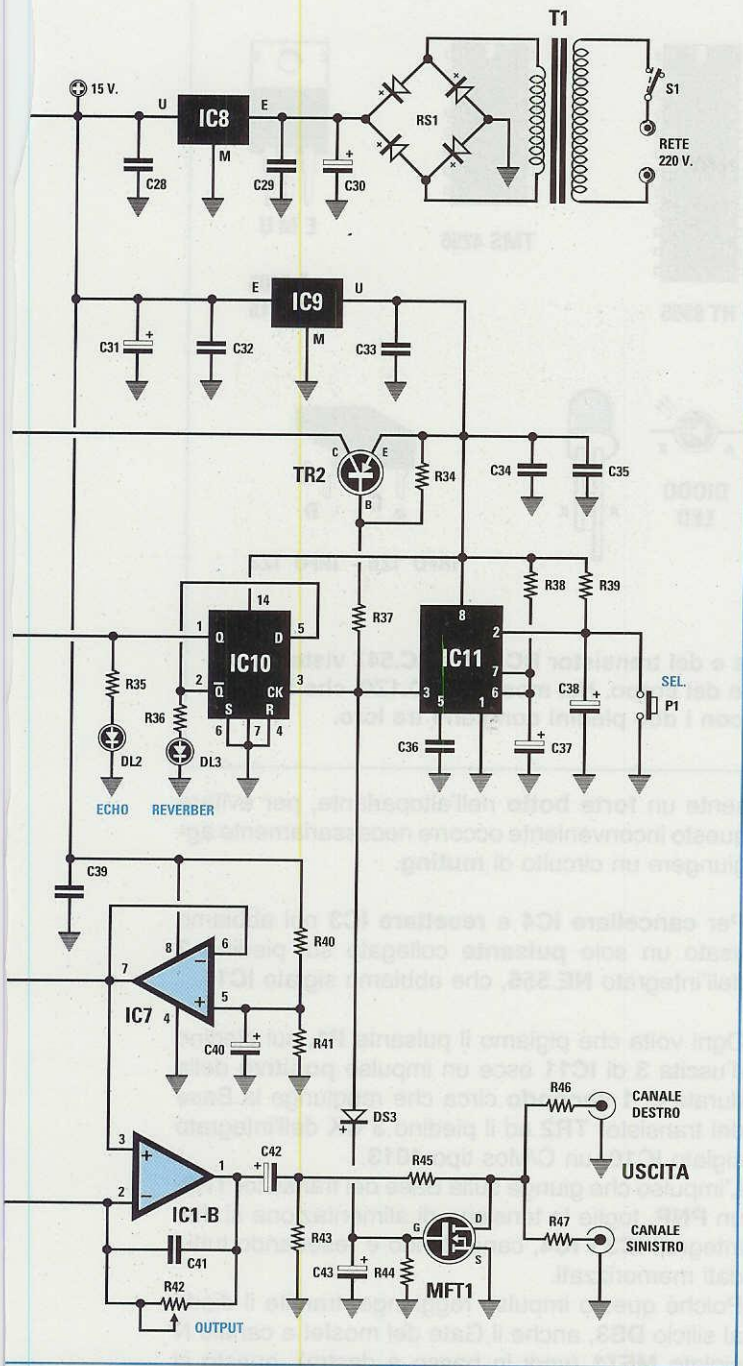 T1
15 V.
U
IC8
E
M
C28
C29
C30
RS1
S1
RETE
220 V.
E
IC9
U
M
C31
C32
C33
C
E
B
TR2
R34
C34
C35
R37
14
1
Q
D
5
IC10
2
Q̅
CK
3
S
R
6
7
4
R35
R36
DL2
DL3
ECHO
REVERBER
8
IC11
2
7
6
3
5
1
R38
R39
C36
C37
C38
SEL.
P1
C39
8
6
7
5
4
IC7
R40
R41
C40
DS3
3
2
1
IC1-B
C42
C41
R42
OUTPUT
R43
C43
R44
R45
G
D
S
MFT1
R46
CANALE
DESTRO
USCITA
R47
CANALE
SINISTRO